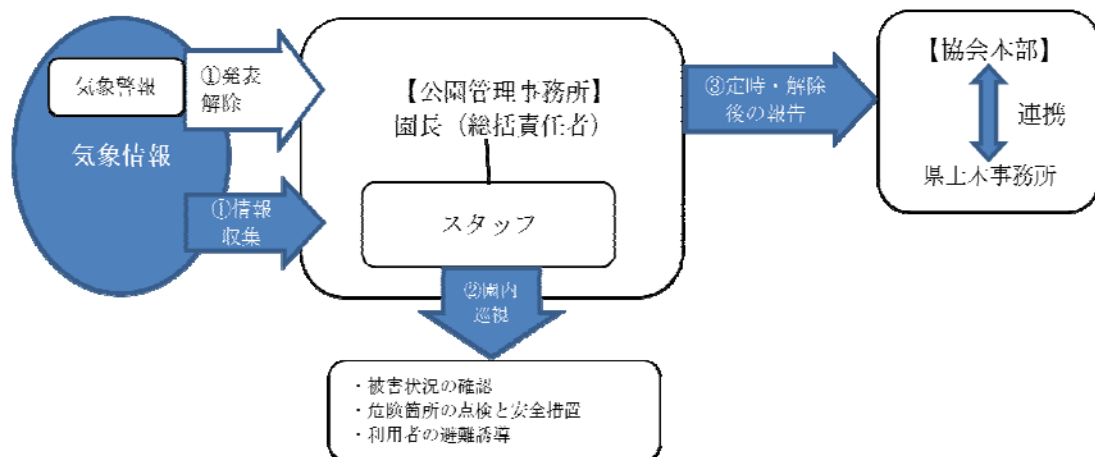 気象警報
気象情報
①発表
解除
①情報
収集
【公園管理事務所】
園長（総括責任者）
スタッフ
②園内
巡視
・被害状況の確認
・危険箇所の点検と安全措置
・利用者の避難誘導
③定時・解除
後の報告
【協会本部】
連携
県土木事務所